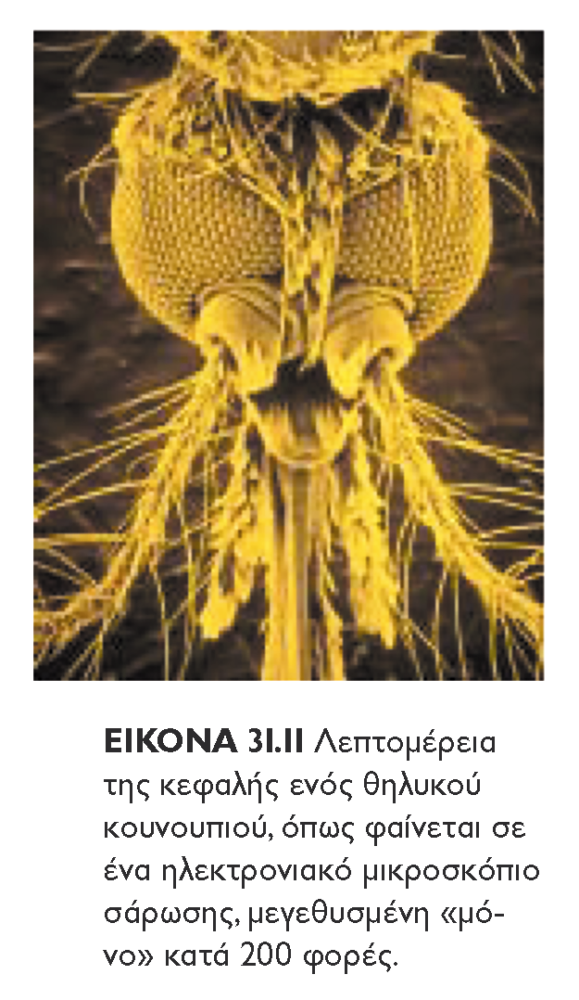 ΕΙΚΟΝΑ 31.11 Λεπτομέρεια
της κεφαλής ενός θηλυκού
κουνουπιού, όπως φαίνεται σε
ένα ηλεκτρονιακό μικροσκόπιο
σάρωσης, μεγεθυσμένη «μό-
νο» κατά 200 φορές.